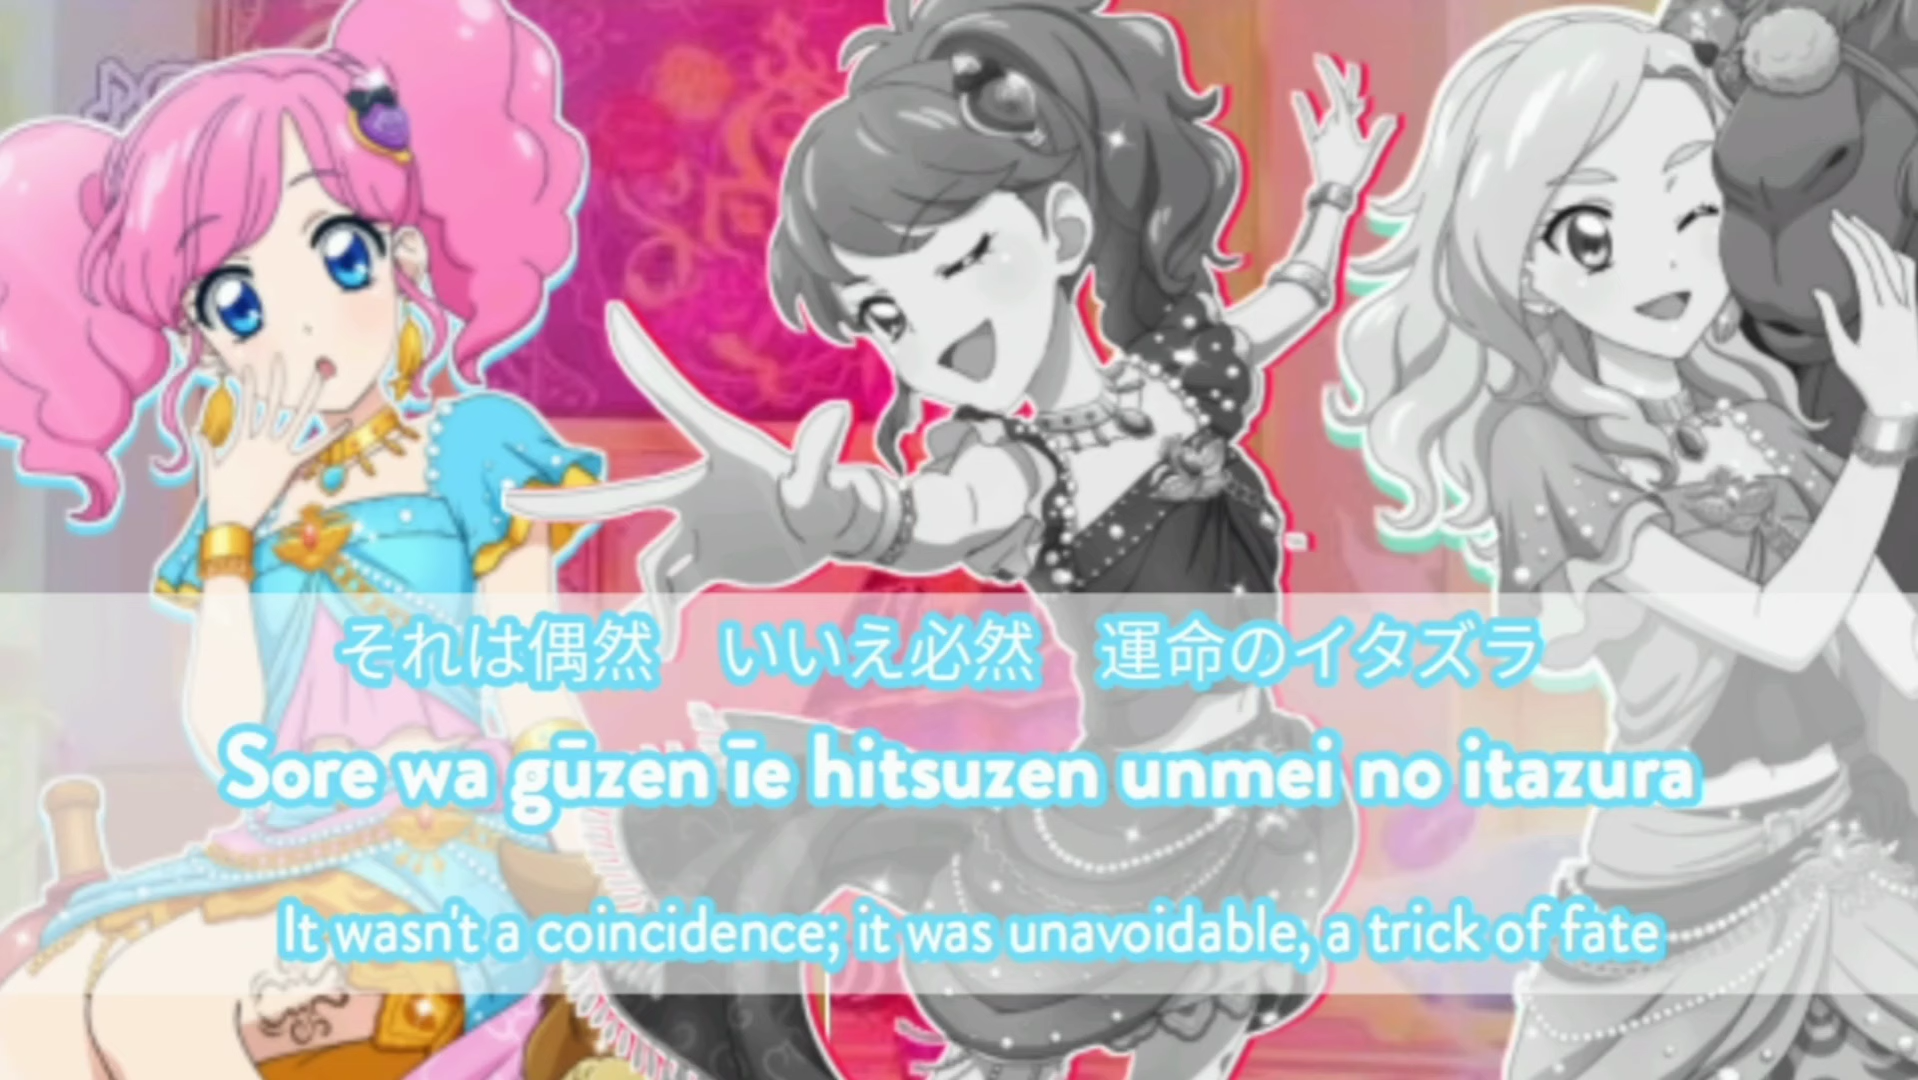 それは偶然　いいえ必然　運命のイタズラ
Sore wa gūzen īe hitsuzen unmei no itazura
It wasn't a coincidence; it was unavoidable, a trick of fate